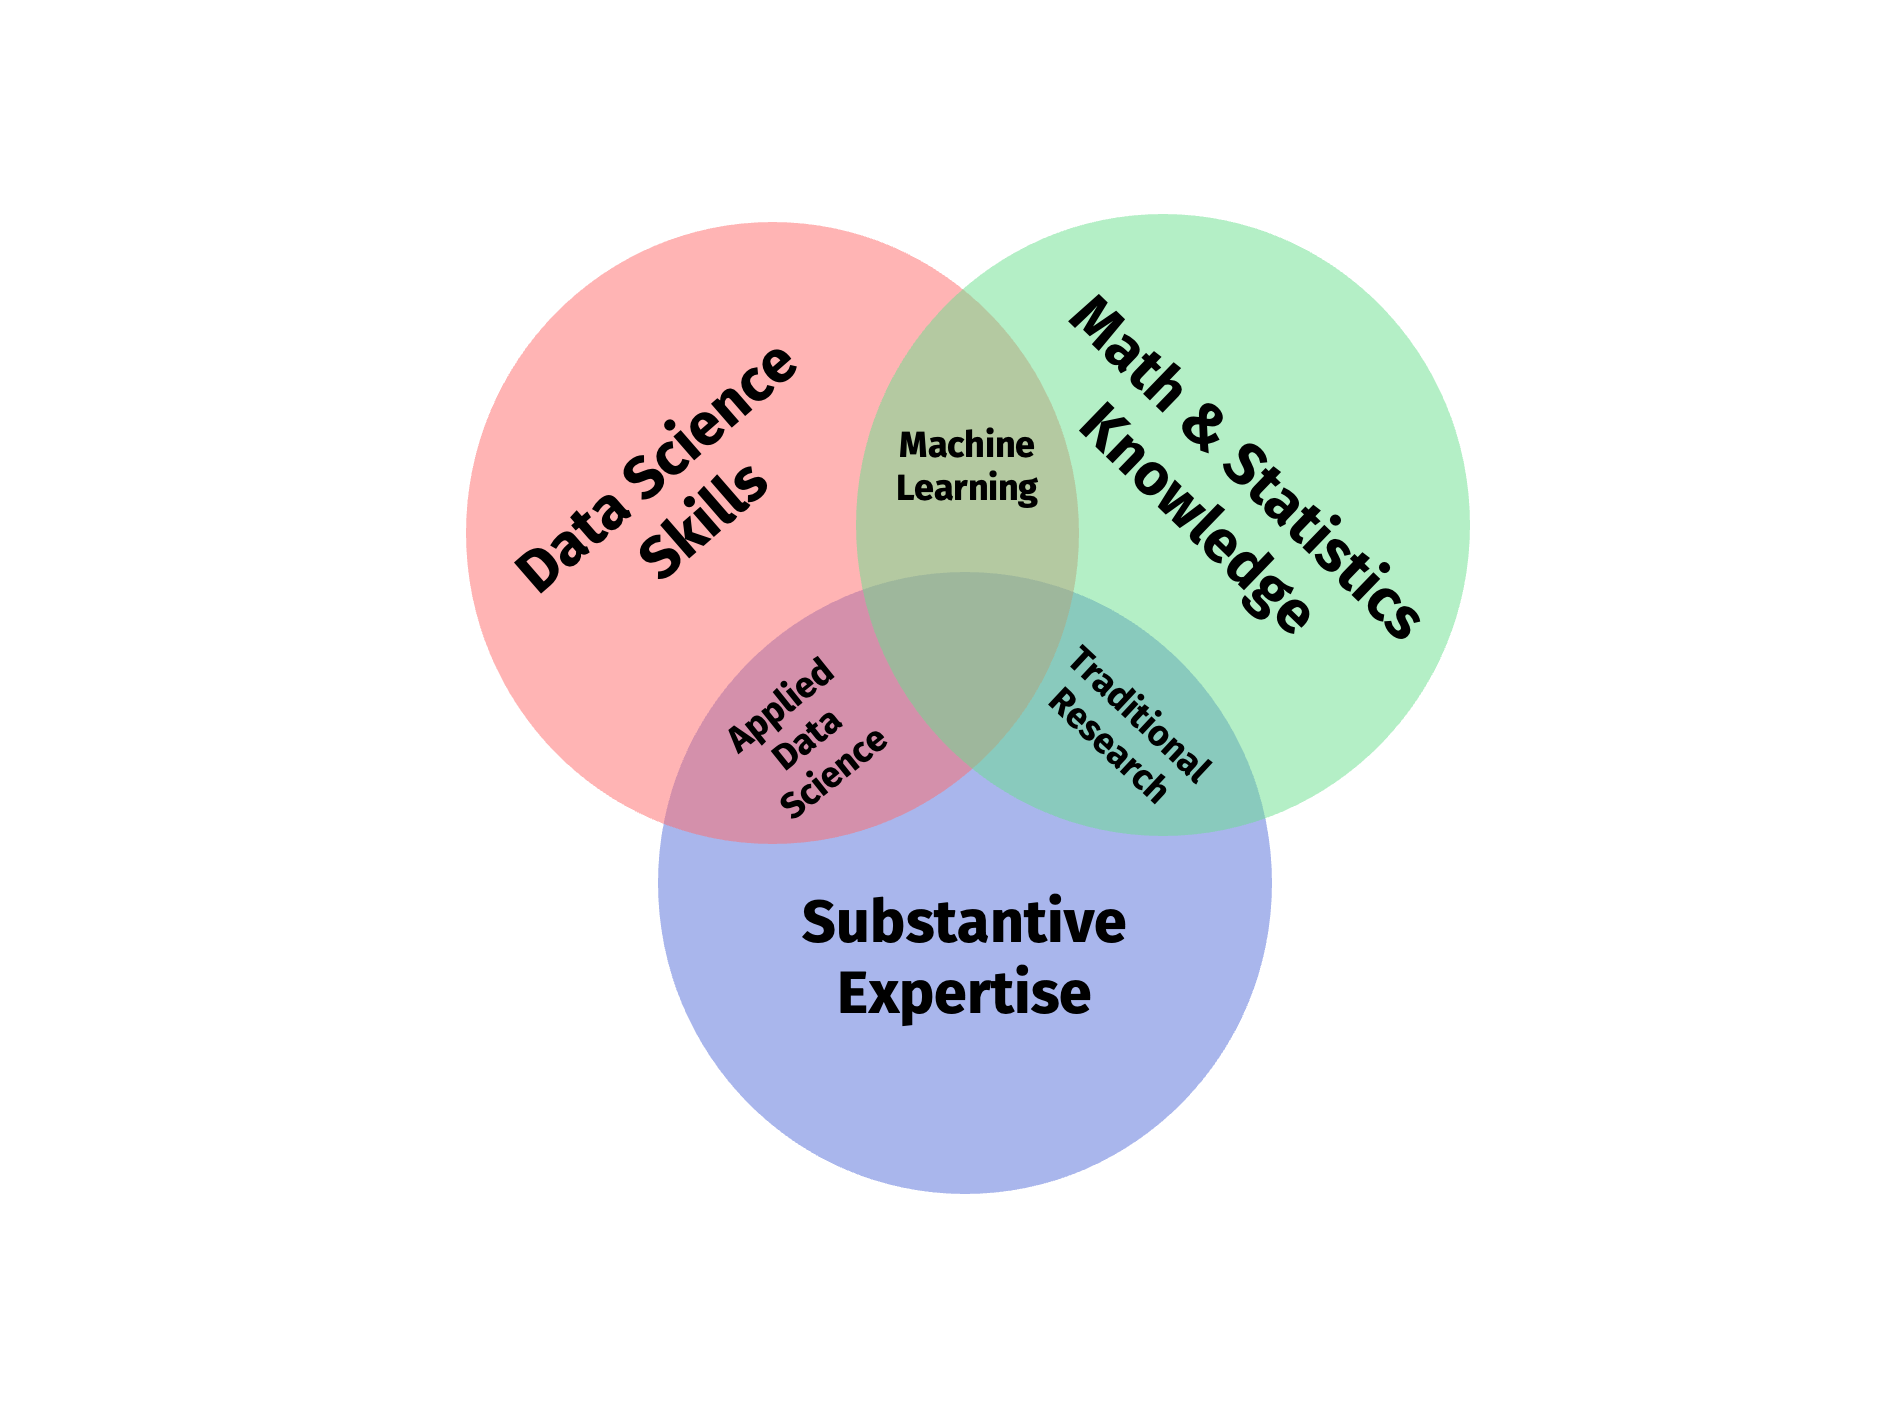 Data Science
Skills
Math & Statistics
Knowledge
Machine
Learning
Applied
Data
Science
Traditional
Research
Substantive
Expertise